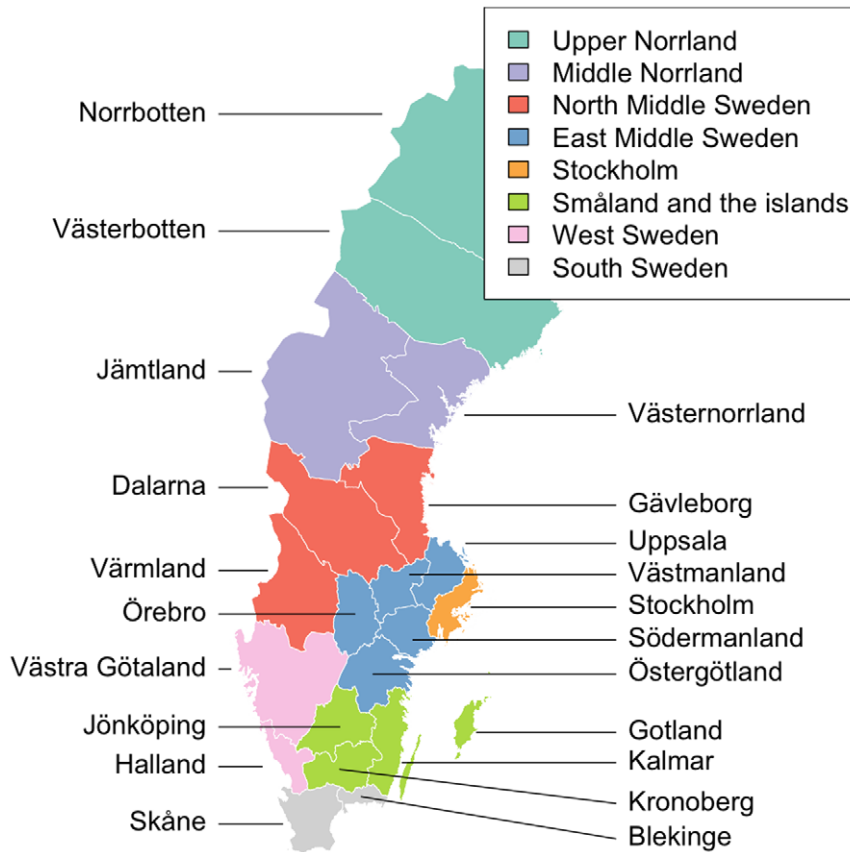 Upper Norrland
Middle Norrland
North Middle Sweden
East Middle Sweden
Stockholm
Småland and the islands
West Sweden
South Sweden
Norrbotten
Västerbotten
Jämtland
Dalarna
Värmland
Örebro
Västra Götaland
Jönköping
Halland
Skåne
Västernorrland
Gävleborg
Uppsala
Västmanland
Stockholm
Södermanland
Östergötland
Gotland
Kalmar
Kronoberg
Blekinge